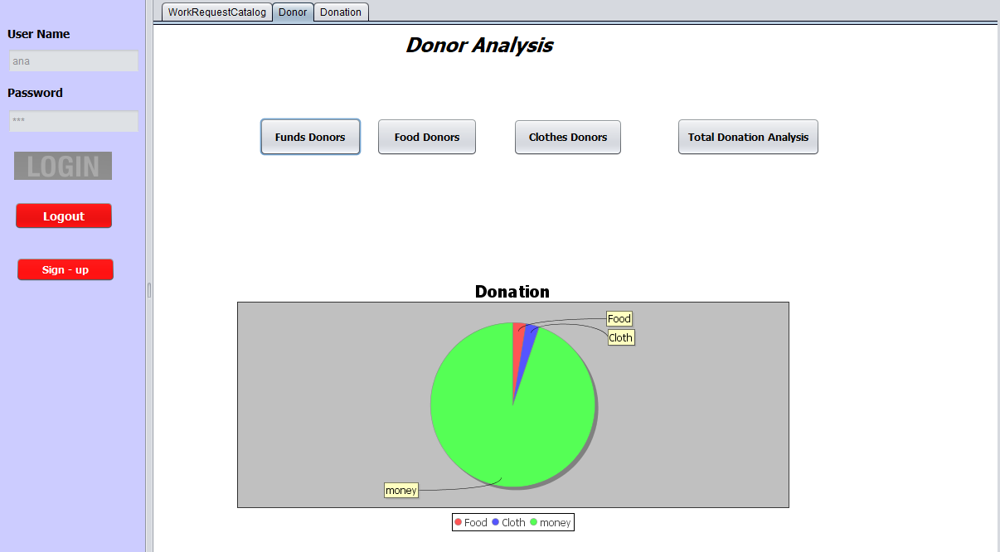 User Name
ana
Password
***
LOGIN
Logout
Sign - up
WorkRequestCatalog Donor Donation
Donor Analysis
Funds Donors Food Donors Clothes Donors Total Donation Analysis
Donation
Food
Cloth
money
Food Cloth money